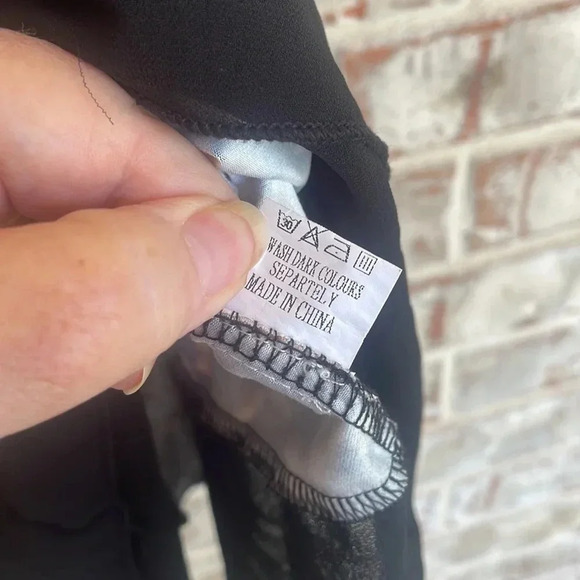 30
WASH DARK COLOURS
SEPARTELY
MADE IN CHINA